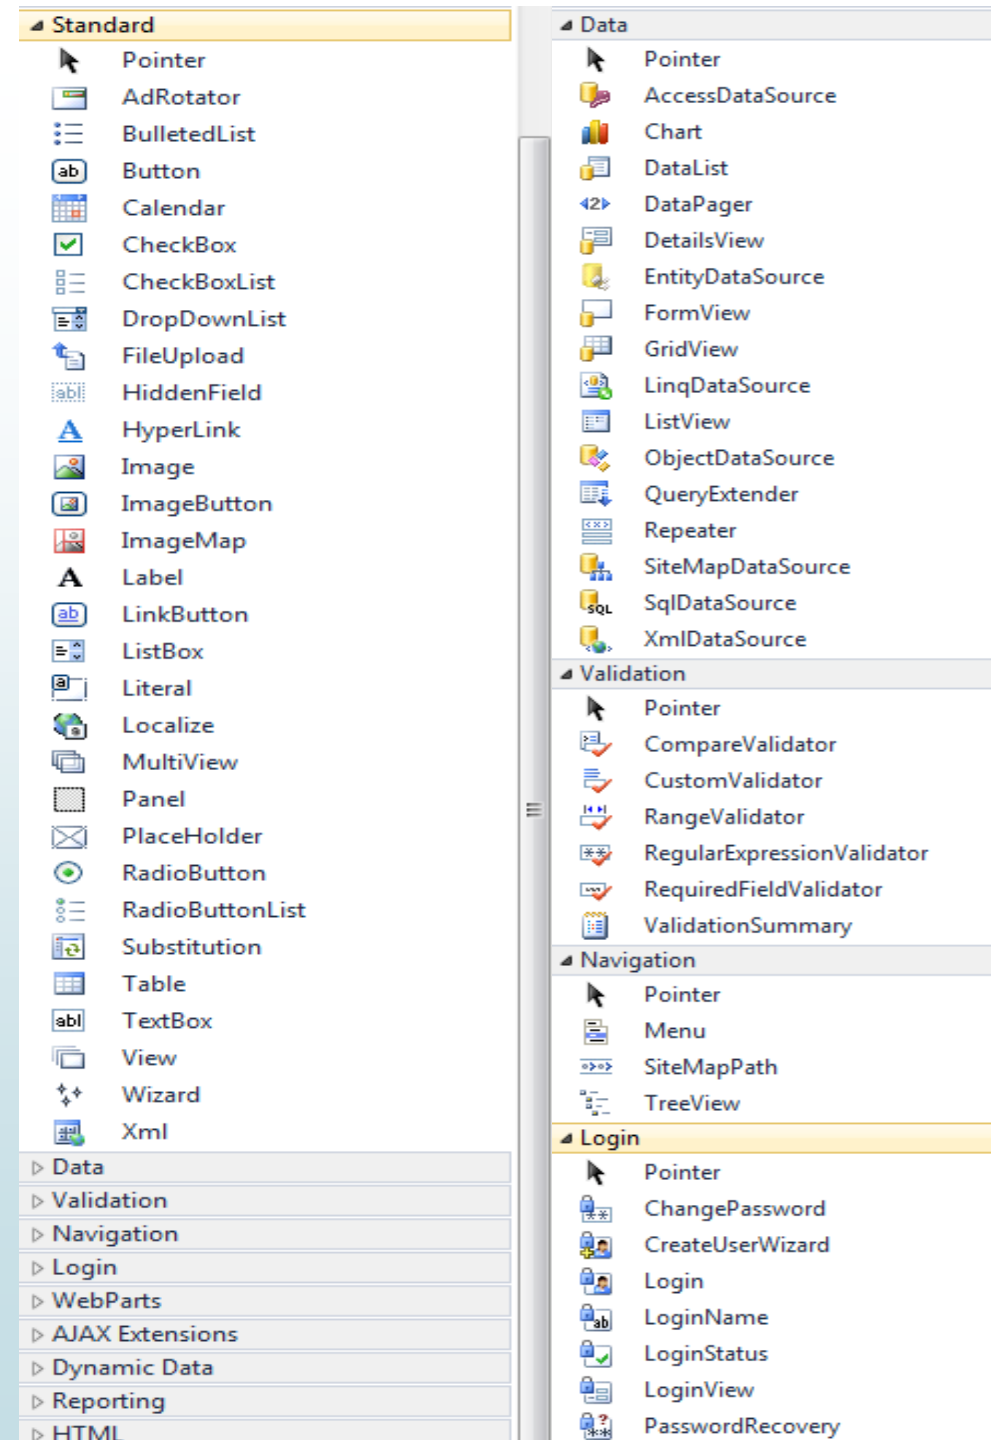 Standard
Pointer
AdRotator
BulletedList
Button
Calendar
CheckBox
CheckBoxList
DropDownList
FileUpload
HiddenField
HyperLink
Image
ImageButton
ImageMap
Label
LinkButton
ListBox
Literal
Localize
MultiView
Panel
PlaceHolder
RadioButton
RadioButtonList
Substitution
Table
TextBox
View
Wizard
Xml
Data
Validation
Navigation
Login
WebParts
AJAX Extensions
Dynamic Data
Reporting
HTML
Data
Pointer
AccessDataSource
Chart
DataList
DataPager
DetailsView
EntityDataSource
FormView
GridView
LinqDataSource
ListView
ObjectDataSource
QueryExtender
Repeater
SiteMapDataSource
SqlDataSource
XmlDataSource
Validation
Pointer
CompareValidator
CustomValidator
RangeValidator
RegularExpressionValidator
RequiredFieldValidator
ValidationSummary
Navigation
Pointer
Menu
SiteMapPath
TreeView
Login
Pointer
ChangePassword
CreateUserWizard
Login
LoginName
LoginStatus
LoginView
PasswordRecovery